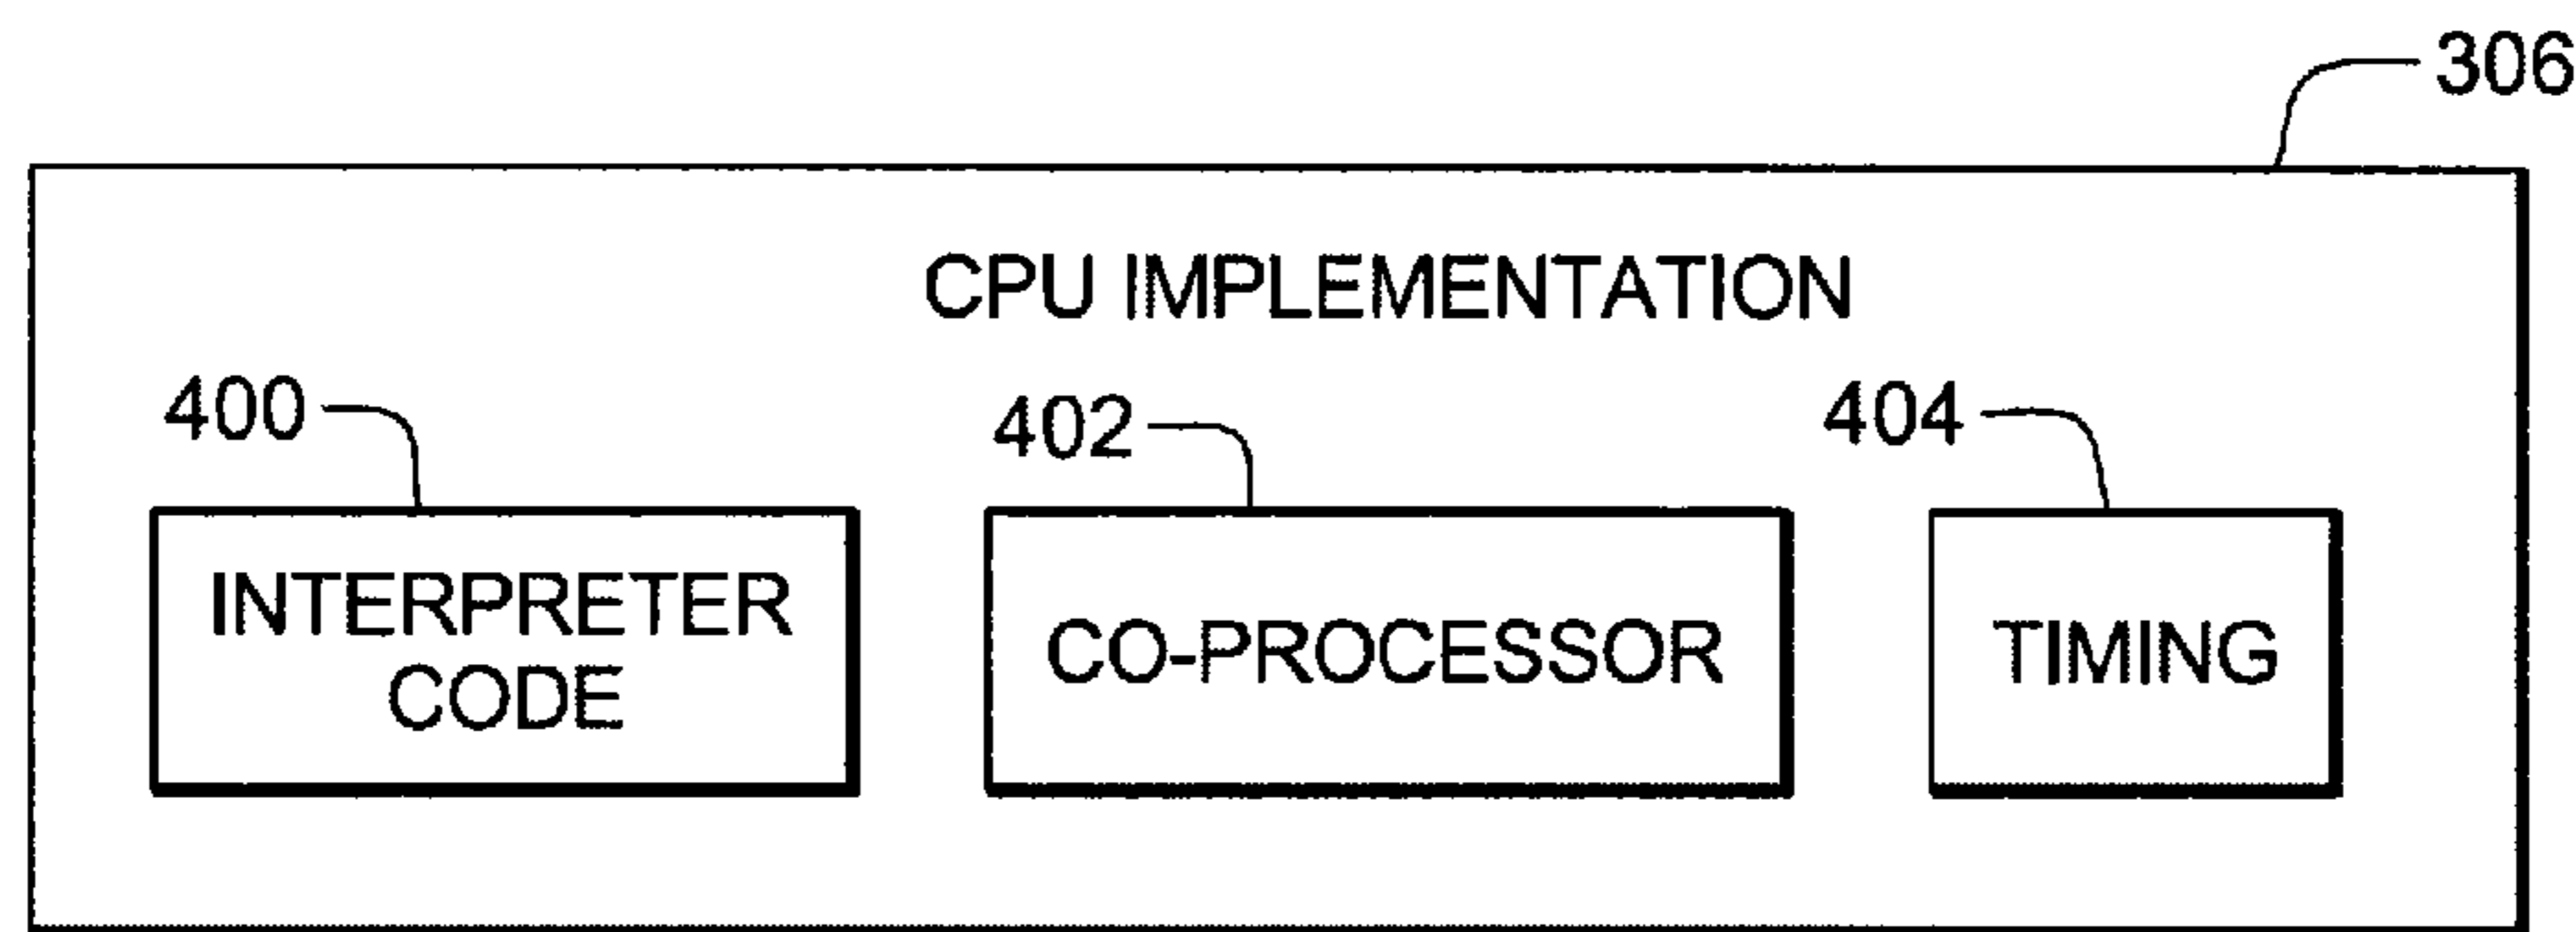 306
CPU IMPLEMENTATION
400
402
404
INTERPRETER
CODE
CO-PROCESSOR
TIMING